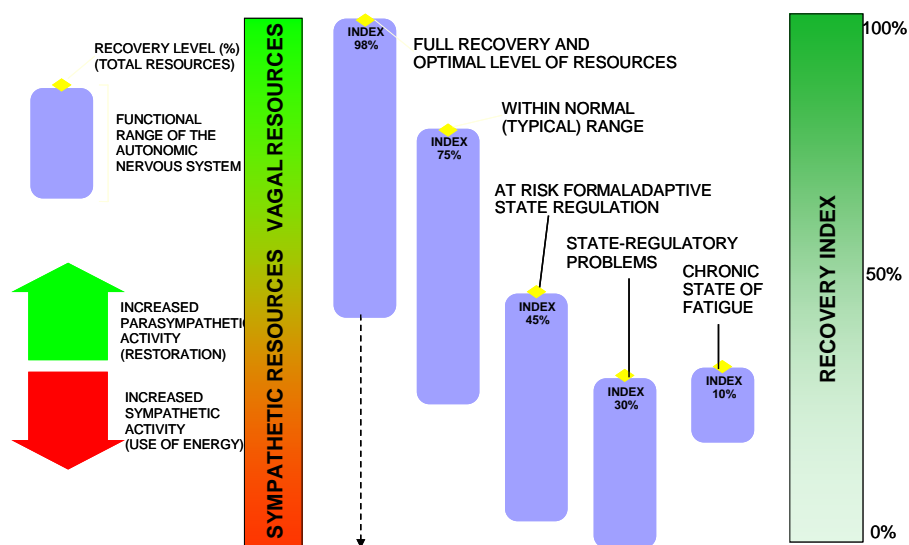 RECOVERY LEVEL (%)
(TOTAL RESOURCES)
FUNCTIONAL
RANGE OF THE
AUTONOMIC
NERVOUS SYSTEM
INCREASED
PARASYMPATHETI
ACTIVITY
(RESTORATION)
INCREASED
SYMPATHETIC
ACTIVITY
(USE OF ENERGY)
SYMPATHETIC RESOURCES VAGAL RESOURCES
INDEX
98%
FULL RECOVERY AND
OPTIMAL LEVEL OF RESOURCES
INDEX
75%
WITHIN NORMAL
(TYPICAL) RANGE
AT RISK FORMALADAPTIVE
STATE REGULATION
INDEX
45%
STATE-REGULATORY
PROBLEMS
INDEX
30%
CHRONIC
STATE OF
FATIGUE
INDEX
10%
RECOVERY INDEX
100%
50%
0%